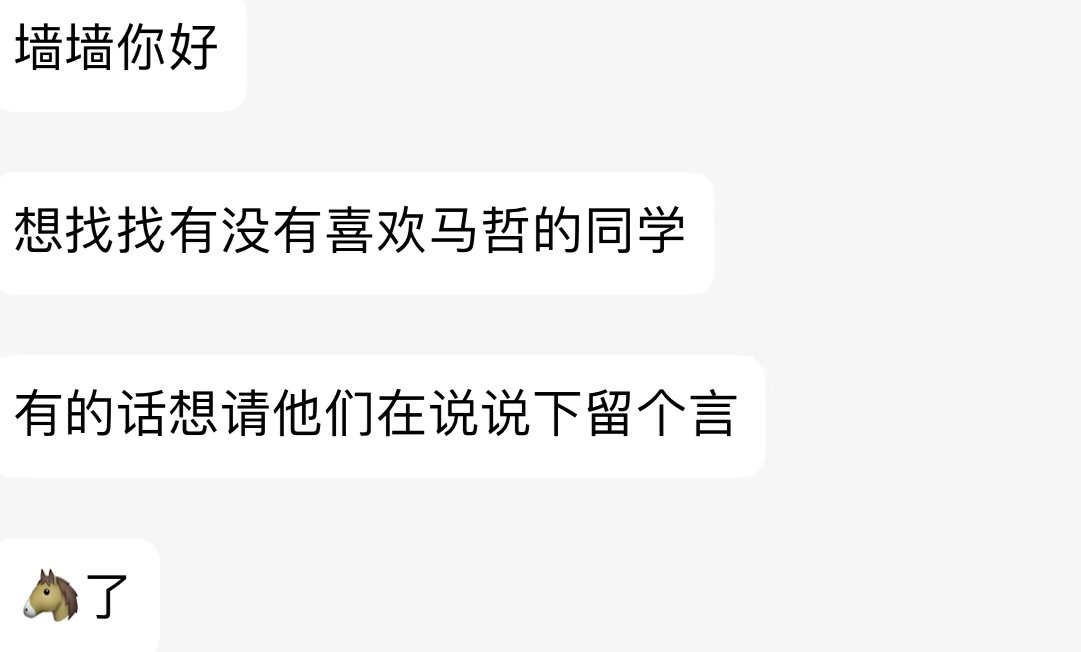 墙墙你好
想找找有没有喜欢马哲的同学
有的话想请他们在说说下留个言
🐴了